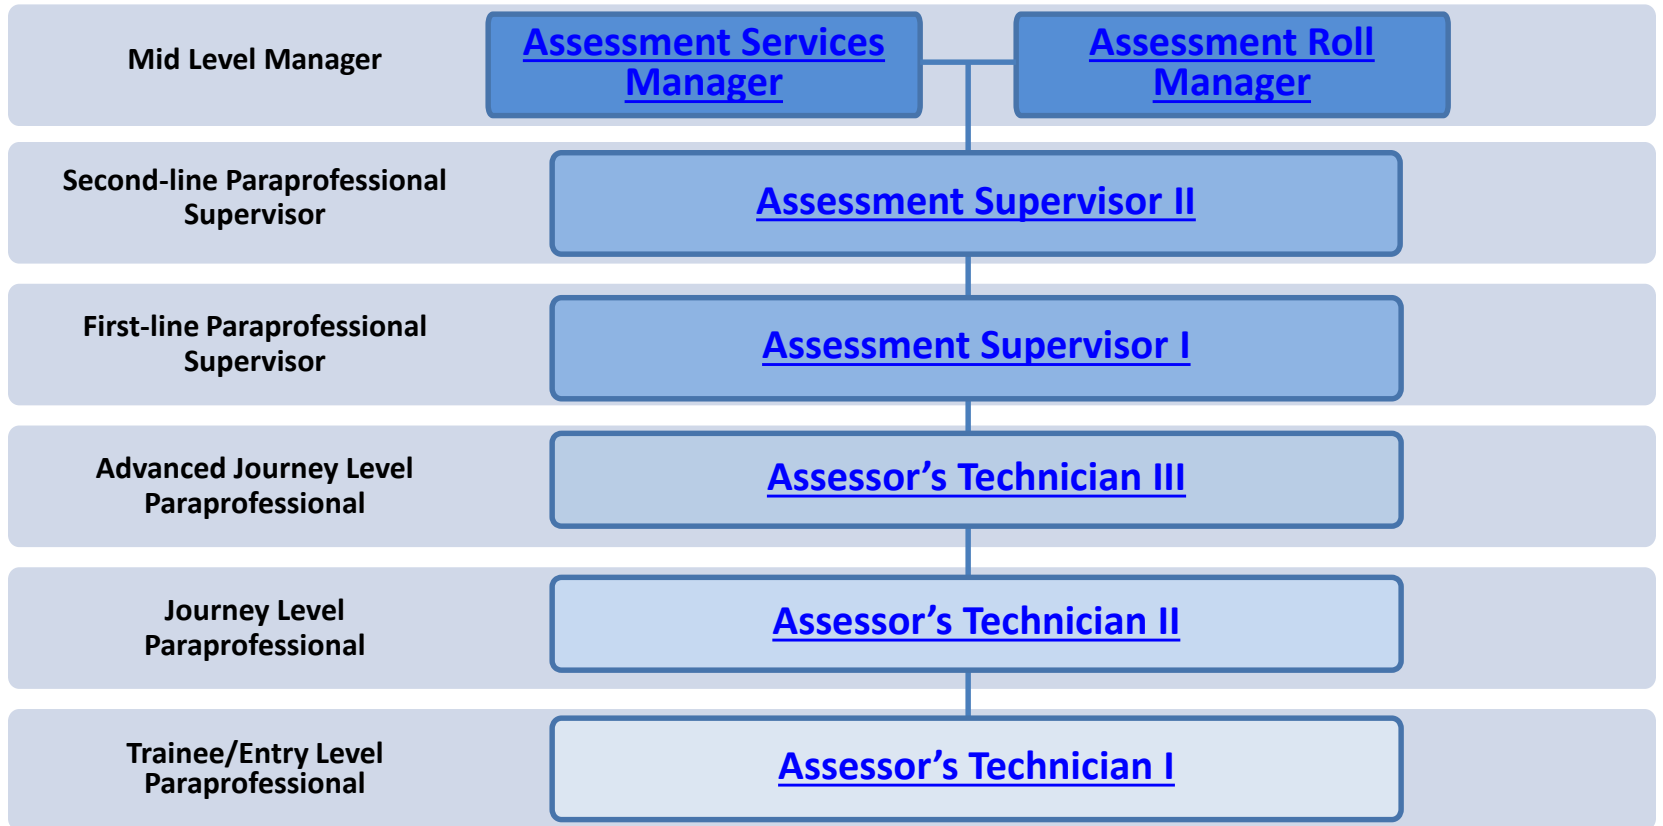 Mid Level Manager
Assessment Services
Manager
Assessment Roll
Manager
Second-line Paraprofessional
Supervisor
Assessment Supervisor II
First-line Paraprofessional
Supervisor
Assessment Supervisor I
Advanced Journey Level
Paraprofessional
Assessor’s Technician III
Journey Level
Paraprofessional
Assessor’s Technician II
Trainee/Entry Level
Paraprofessional
Assessor’s Technician I